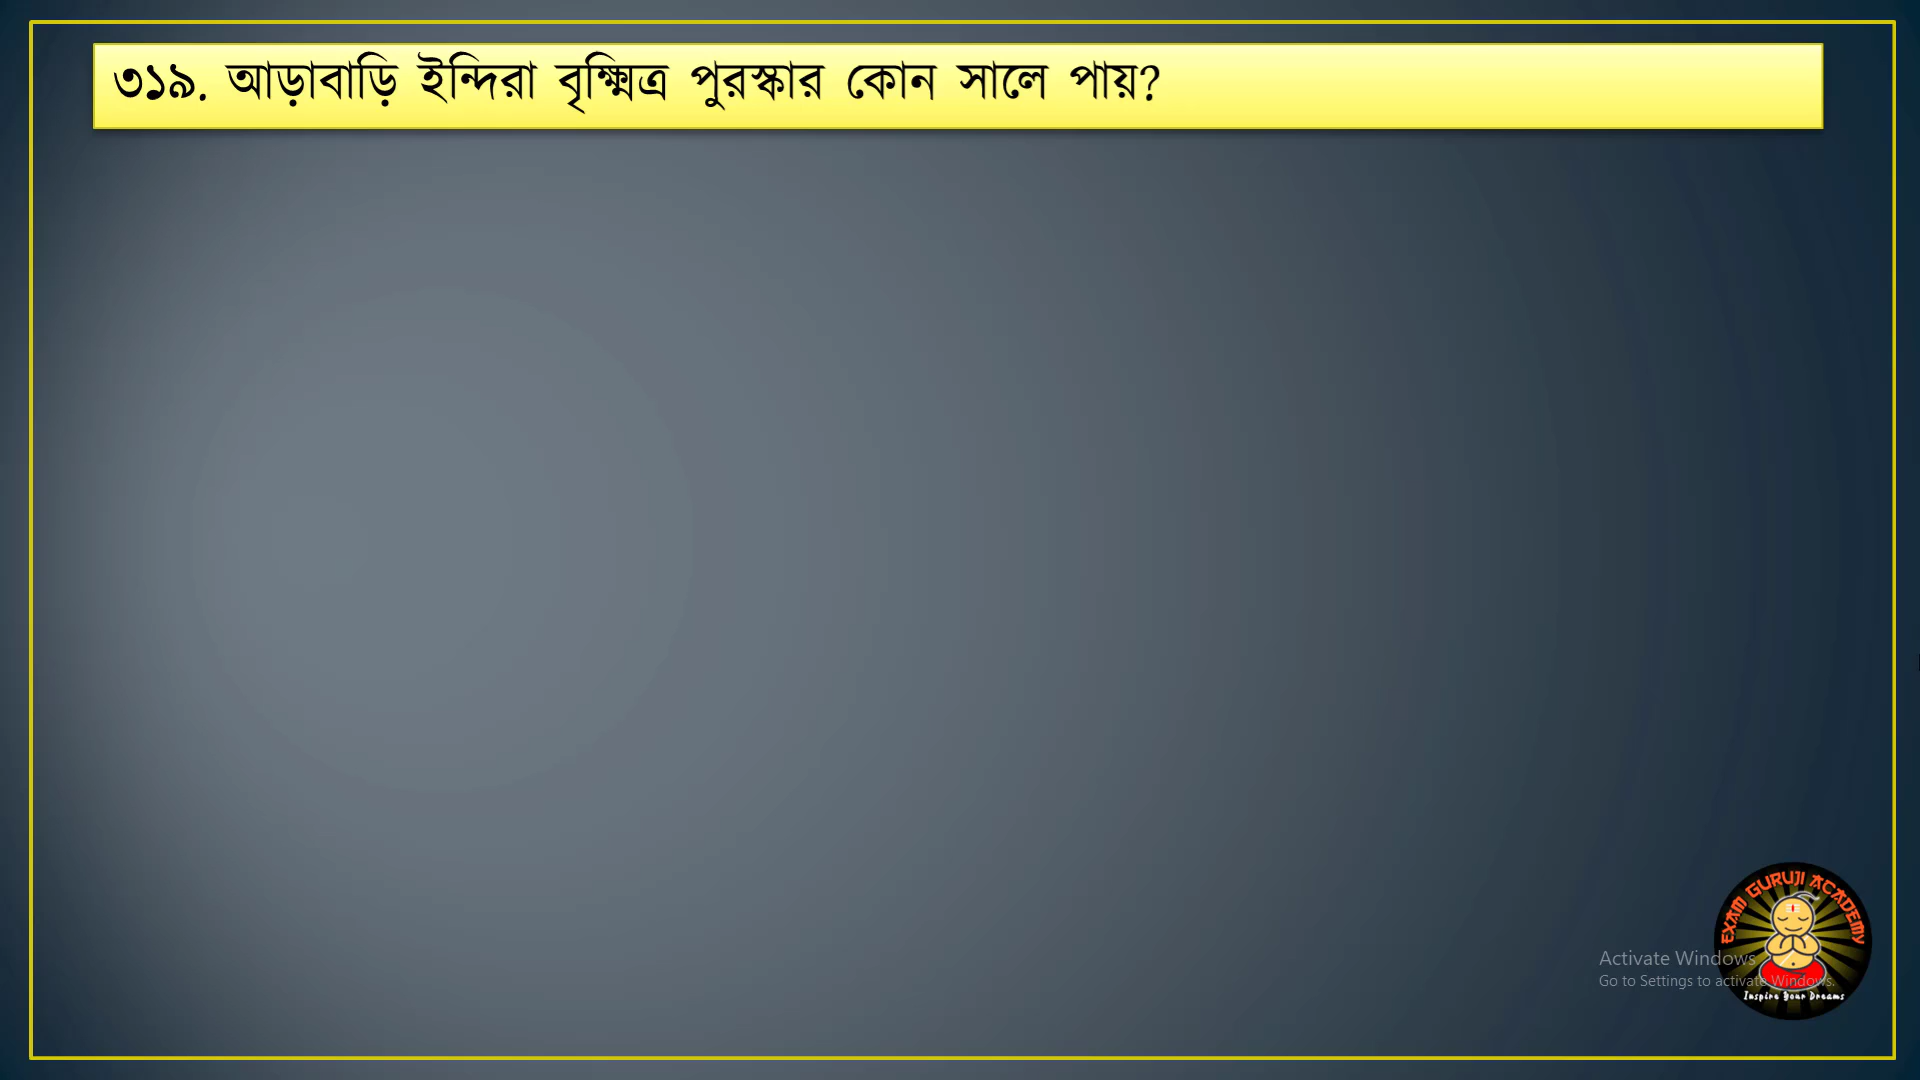 ৩১৯. আড়াবাড়ি ইন্দিরা বৃক্ষ্মিত্র পুরস্কার কোন সালে পায়?
EXAM GURUJI ACADEMY
Activate Windows
Go to Settings to activate Windows.
Inspire Your Dreams